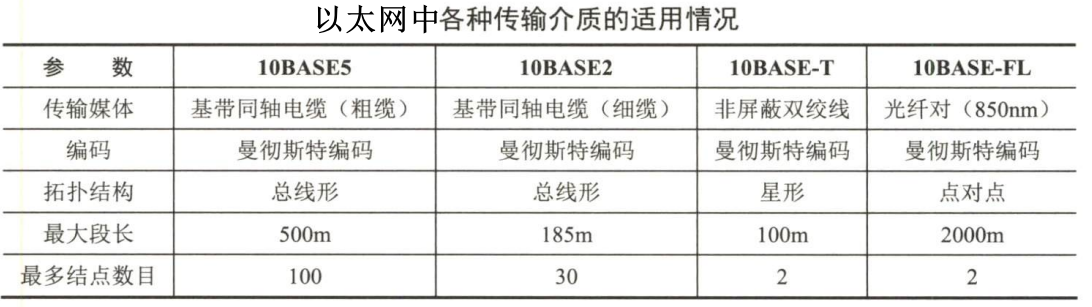 以太网中各种传输介质的适用情况
参 数 10BASE5 10BASE2 10BASE-T 10BASE-FL
传输媒体 基带同轴电缆（粗缆） 基带同轴电缆（细缆） 非屏蔽双绞线 光纤对（850nm）
编码 曼彻斯特编码 曼彻斯特编码 曼彻斯特编码 曼彻斯特编码
拓扑结构 总线形 总线形 星形 点对点
最大段长 500m 185m 100m 2000m
最多结点数目 100 30 2 2